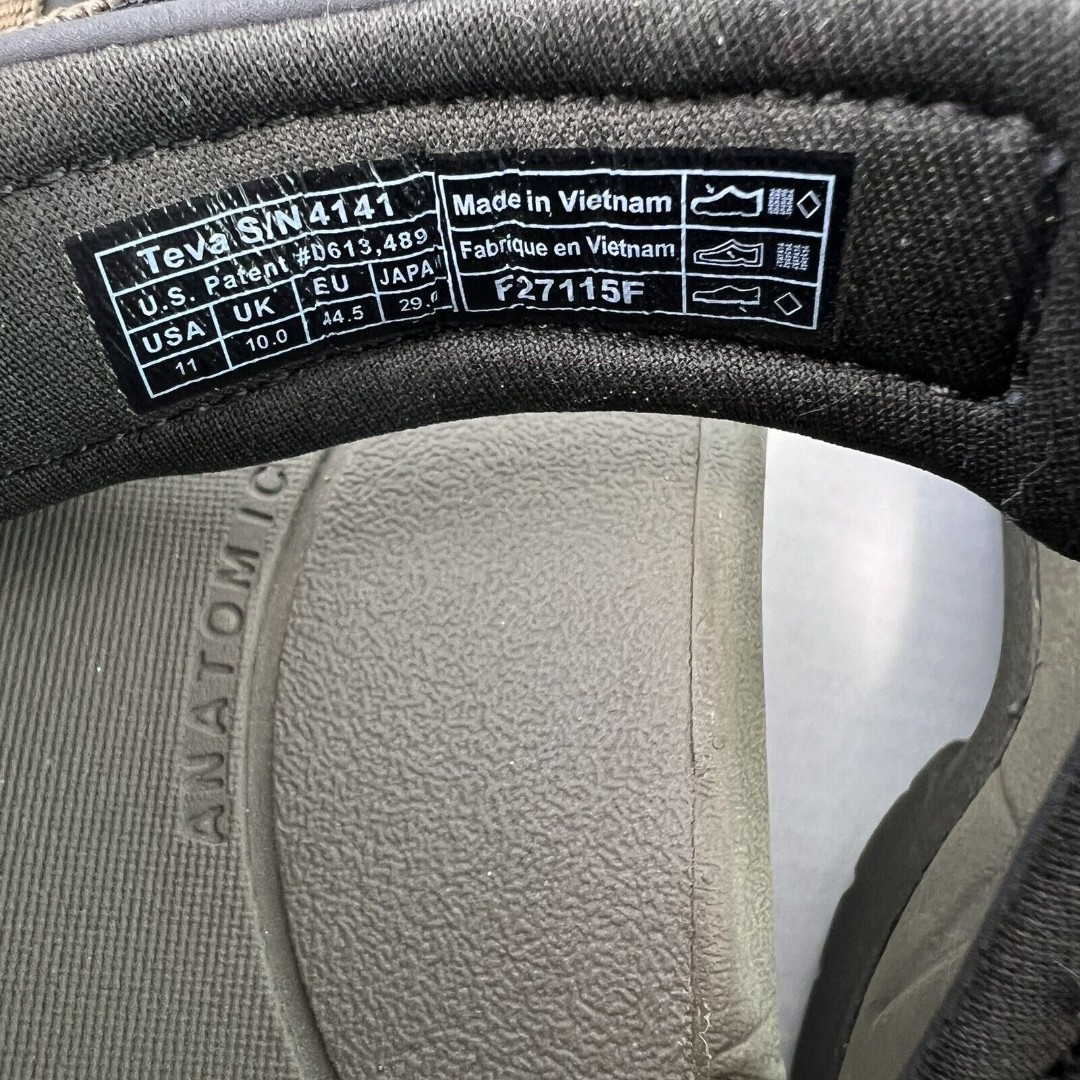 Teva S/N 4141
U.S. Patent #D613,489
USA UK EU JAPA
11 10.0 44.5 29.0
Made in Vietnam
Fabrique en Vietnam
F27115F
ANATOMIC